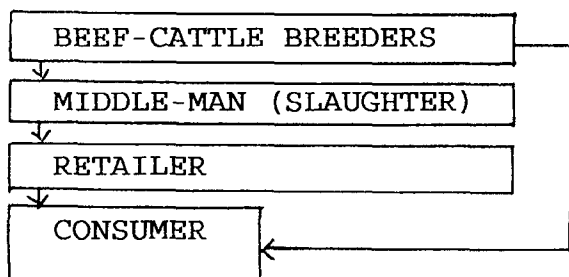 BEEF-CATTLE BREEDERS
MIDDLE-MAN (SLAUGHTER)
RETAILER
CONSUMER